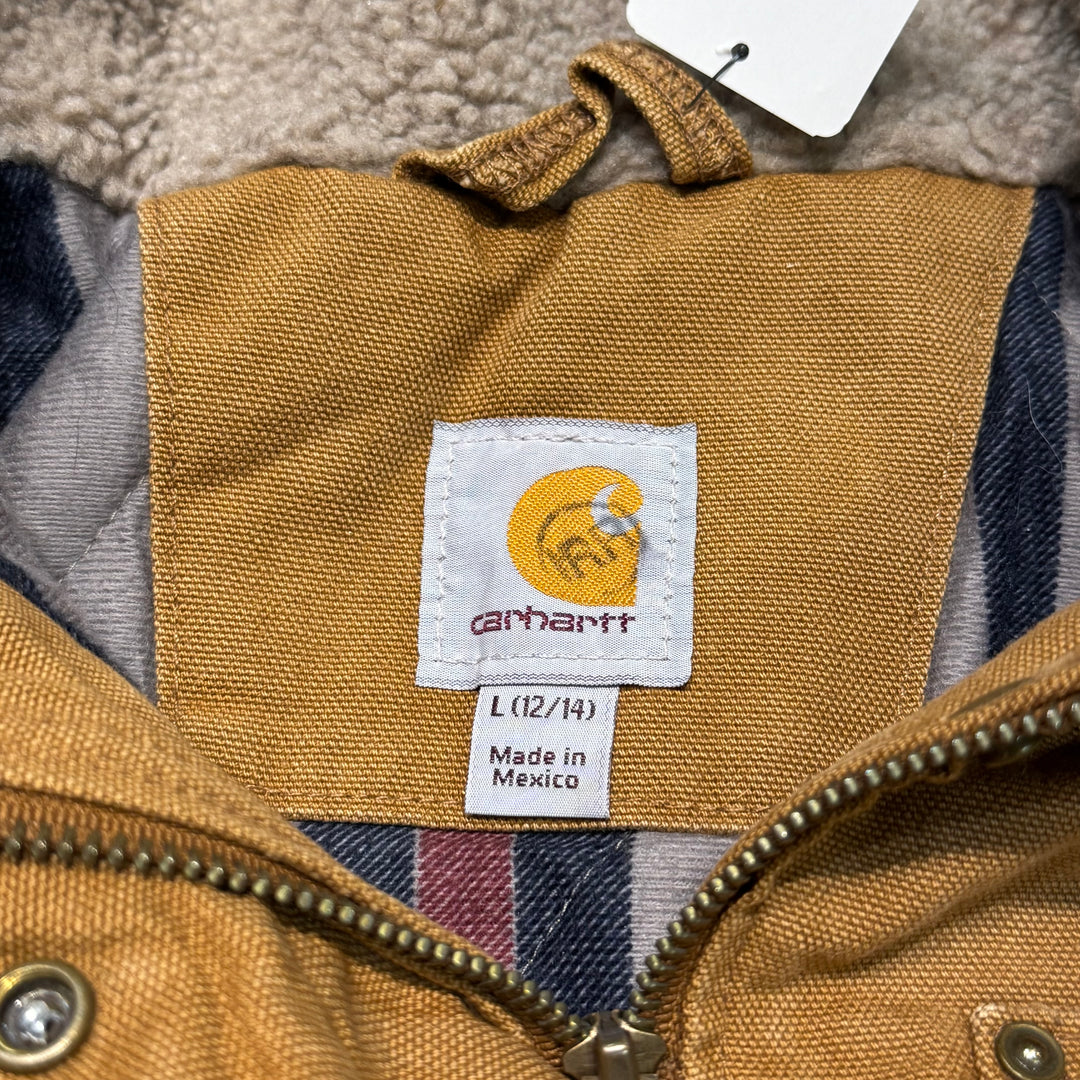 carhartt
L (12/14)
Made in
Mexico